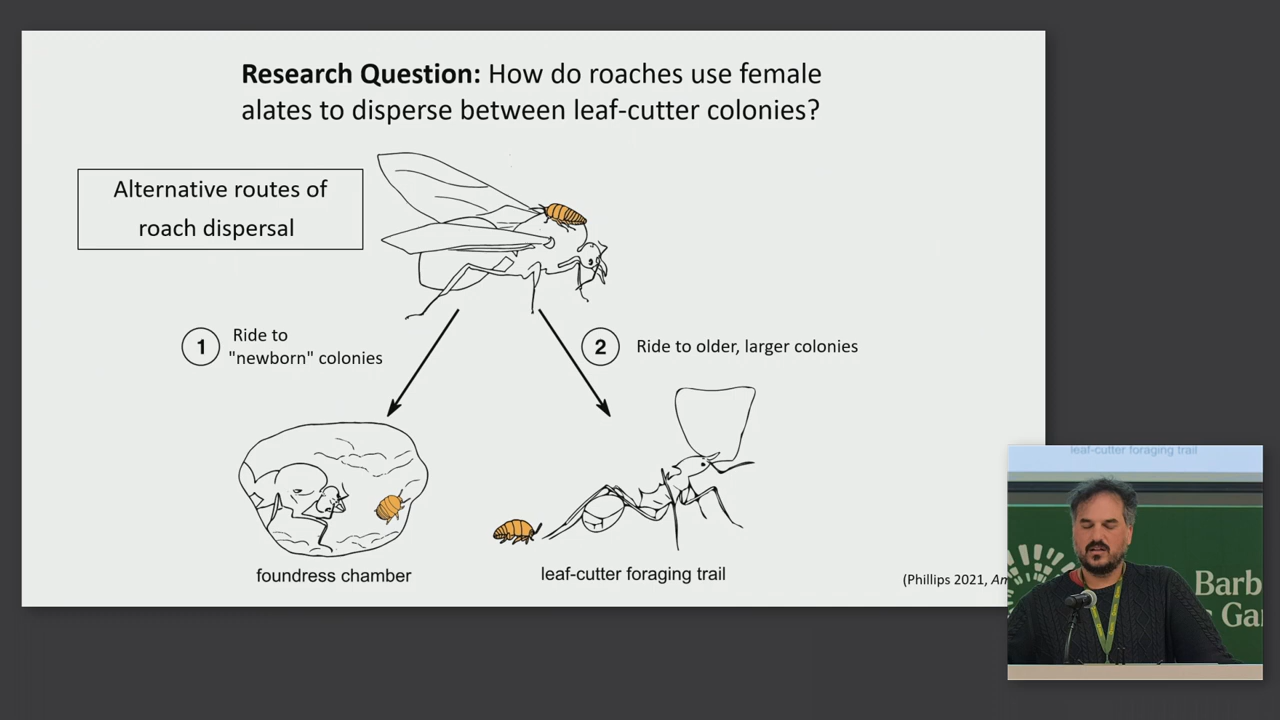 Research Question: How do roaches use female
alates to disperse between leaf-cutter colonies?
Alternative routes of
roach dispersal
1
Ride to
"newborn" colonies
2
Ride to older, larger colonies
foundress chamber
leaf-cutter foraging trail
(Phillips 2021,
leaf-cutter foraging trail
Barb
Ga